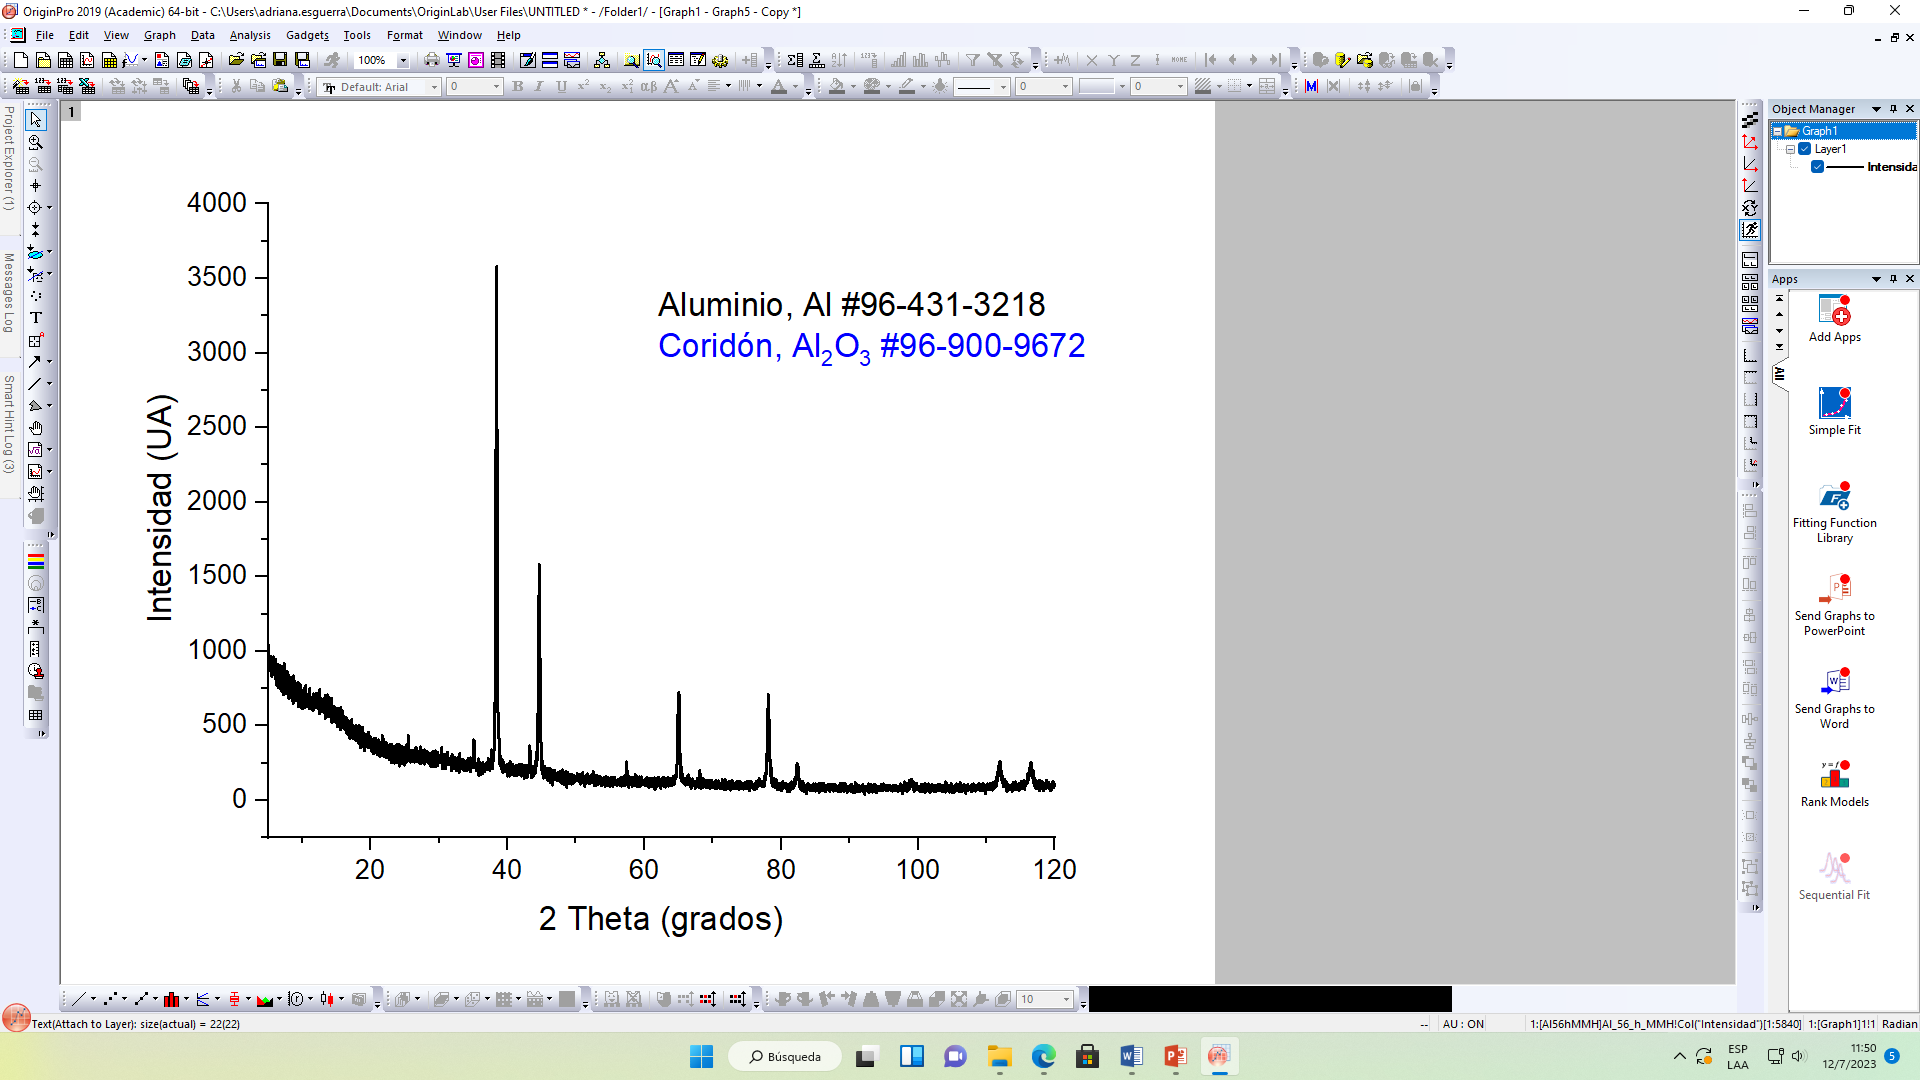 OriginPro 2019 (Academic) 64-bit - C:\Users\adriana.esguerra\Documents\OriginLab\User Files\UNTITLED * - /Folder1/ - [Graph1 - Graph5 - Copy *]
File Edit View Graph Data Analysis Gadgets Tools Format Window Help
100%
Default: Arial 0 B I U 0 0
Project Explorer (1)
Messages Log
Smart Hint Log (3)
1
4000
3500
3000
2500
2000
1500
1000
500
0
Intensidad (UA)
Aluminio, Al #96-431-3218
Coridón, Al₂O₃ #96-900-9672
20 40 60 80 100 120
2 Theta (grados)
Object Manager
Graph1
Layer1
Intensida
Apps
All
Add Apps
Simple Fit
Fitting Function
Library
Send Graphs to
PowerPoint
Send Graphs to
Word
Rank Models
Sequential Fit
10
Text(Attach to Layer): size(actual) = 22(22)
-- AU : ON 1:[Al56hMMH]Al_56_h_MMH!Col("Intensidad")[1:5840] 1:[Graph1]1!1 Radian
Búsqueda
ESP
LAA
11:50
12/7/2023
5